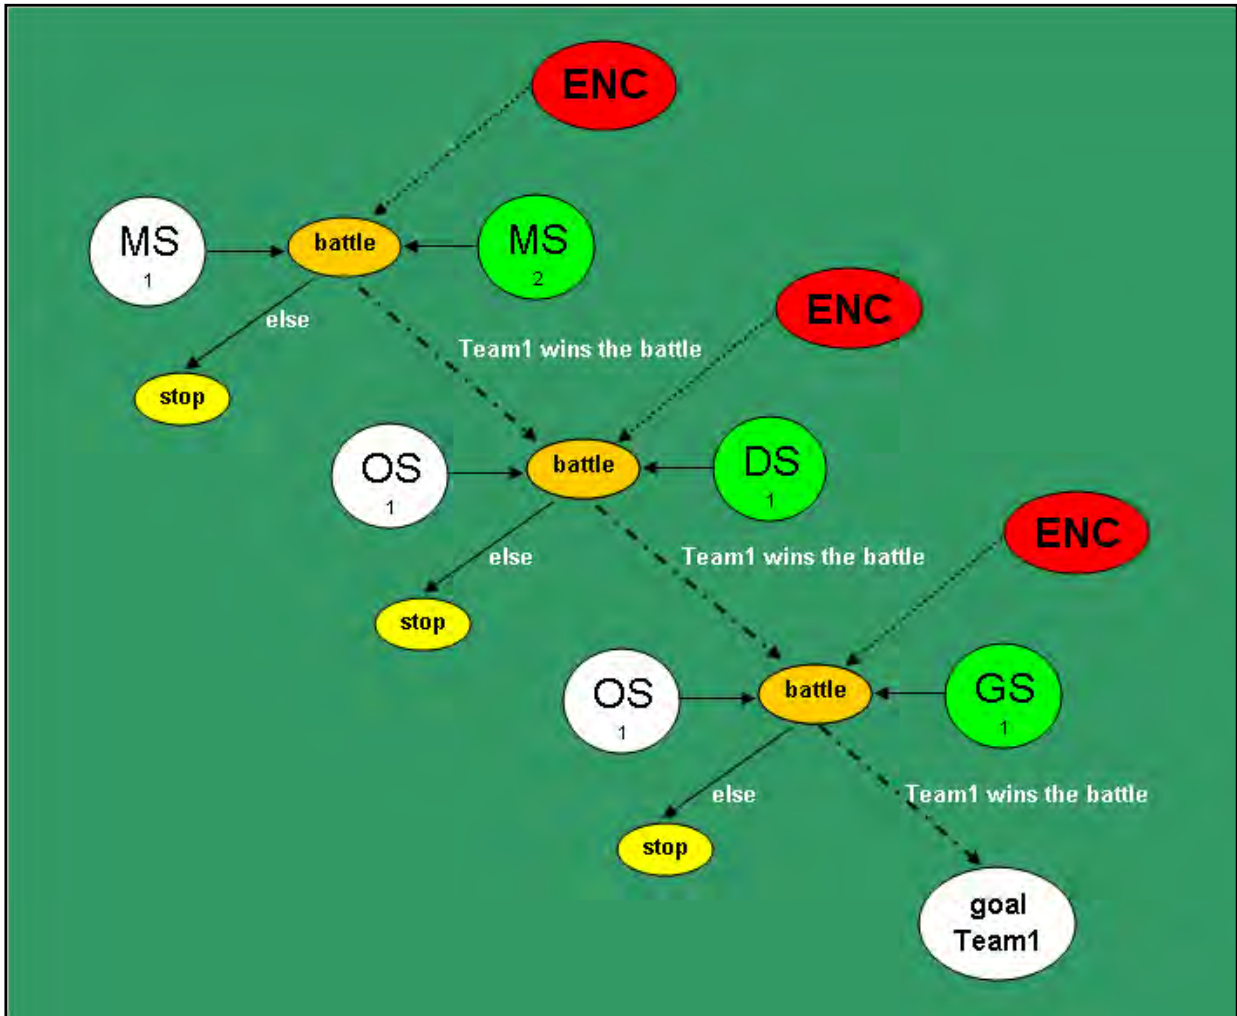 ENC
MS
1
battle
MS
2
else
Team1 wins the battle
ENC
stop
OS
1
battle
DS
1
else
Team1 wins the battle
ENC
stop
OS
1
battle
GS
1
else
Team1 wins the battle
stop
goal
Team1